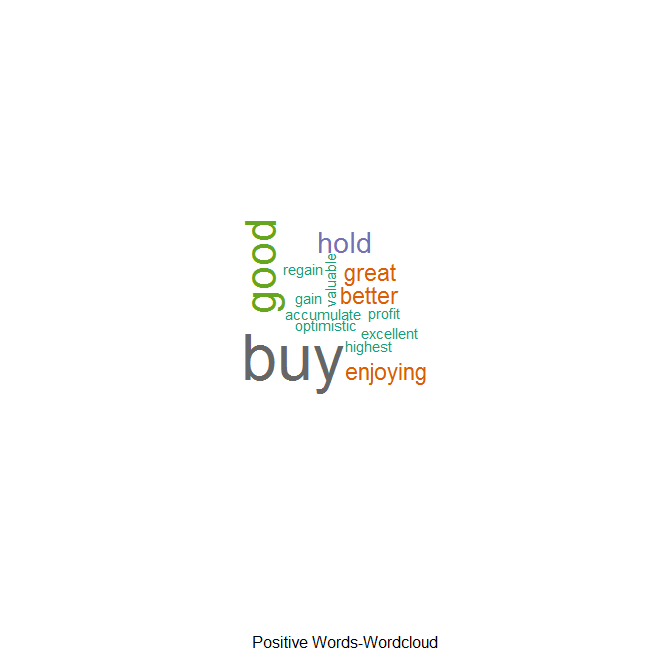 good
hold
regain
valuable
great
gain
better
accumulate
profit
optimistic
excellent
buy
highest
enjoying
Positive Words-Wordcloud